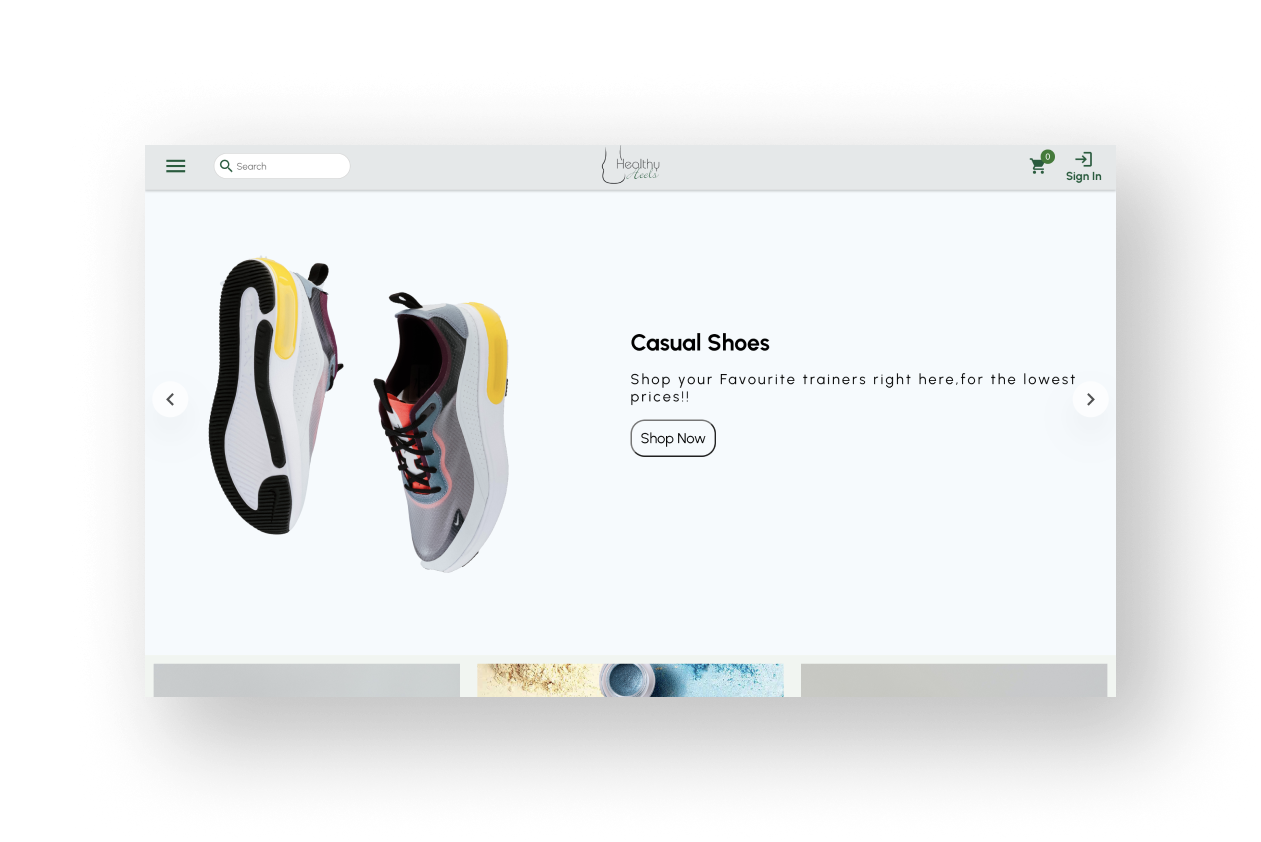 Search
Healthy
Heels
0
Sign In
Casual Shoes
Shop your Favourite trainers right here,for the lowest
prices!!
Shop Now